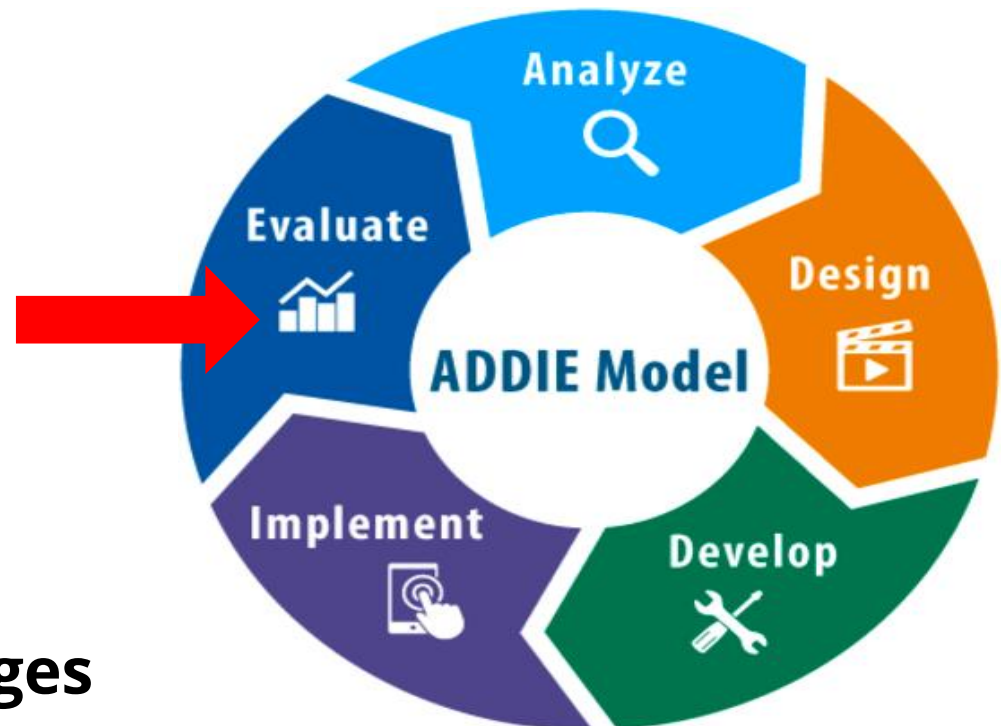 Analyze
Evaluate
Design
ADDIE Model
Implement
Develop
ges